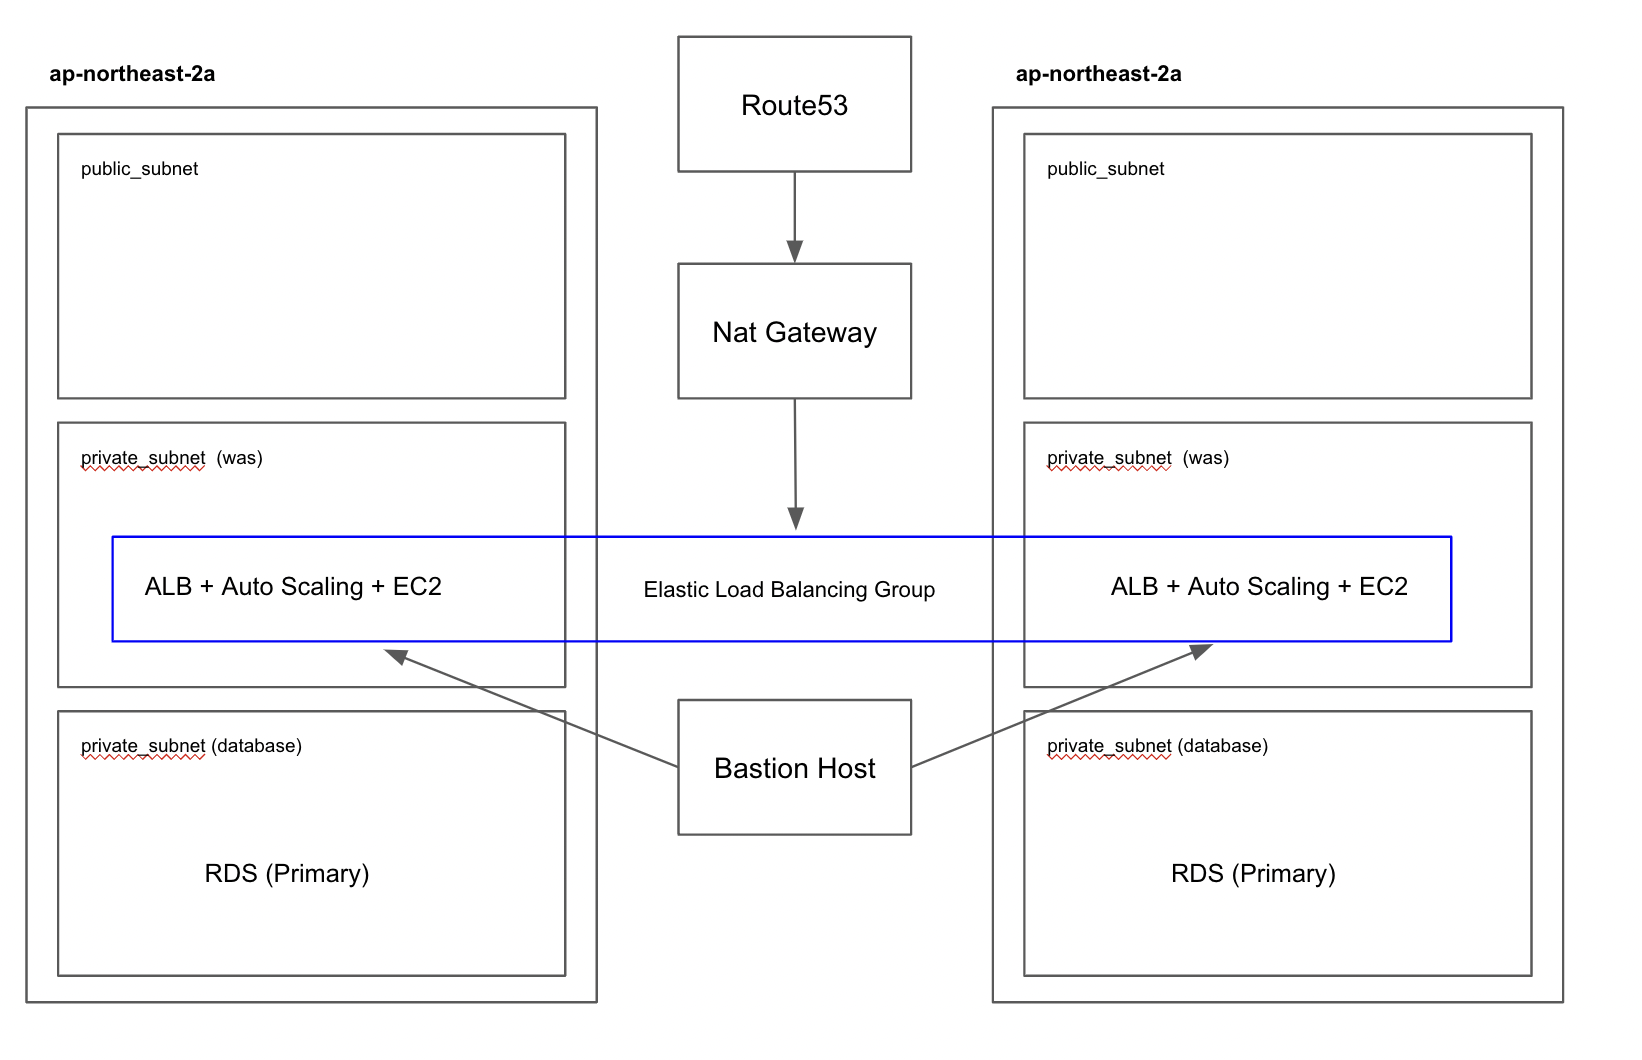 ap-northeast-2a
Route53
ap-northeast-2a
public_subnet
public_subnet
Nat Gateway
private_subnet (was)
private_subnet (was)
ALB + Auto Scaling + EC2
Elastic Load Balancing Group
ALB + Auto Scaling + EC2
private_subnet (database)
Bastion Host
private_subnet (database)
RDS (Primary)
RDS (Primary)